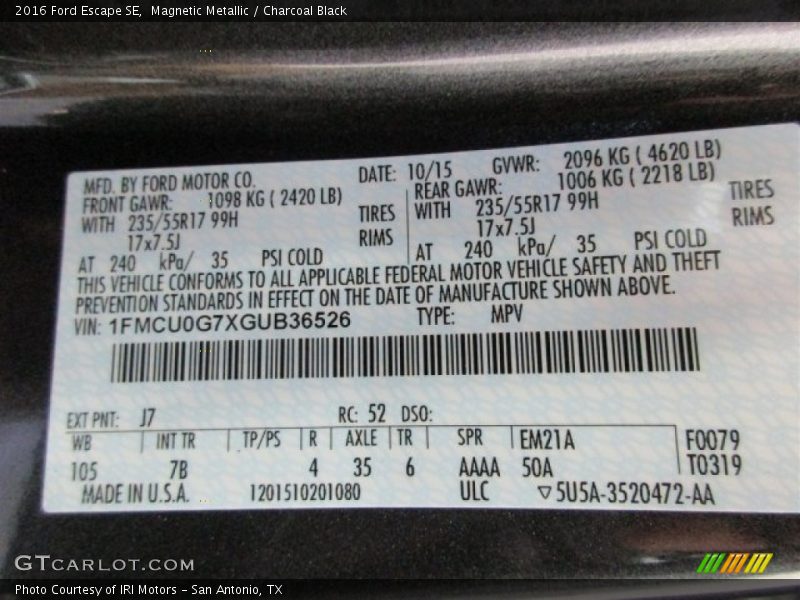 2016 Ford Escape SE,  Magnetic Metallic / Charcoal Black
MFD. BY FORD MOTOR CO. DATE: 10/15 GVWR: 2096 KG ( 4620 LB)
FRONT GAWR: 1098 KG ( 2420 LB) REAR GAWR: 1006 KG ( 2218 LB)
WITH 235/55R17 99H TIRES WITH 235/55R17 99H TIRES
17x7.5J RIMS 17x7.5J RIMS
AT 240 kPa/ 35 PSI COLD AT 240 kPa/ 35 PSI COLD
THIS VEHICLE CONFORMS TO ALL APPLICABLE FEDERAL MOTOR VEHICLE SAFETY AND THEFT
PREVENTION STANDARDS IN EFFECT ON THE DATE OF MANUFACTURE SHOWN ABOVE.
VIN: 1FMCU0G7XGUB36526 TYPE: MPV
EXT PNT: J7 RC: 52 DSO:
WB INT TR TP/PS R AXLE TR SPR EM21A F0079
105 7B 4 35 6 AAAA 50A T0319
MADE IN U.S.A. 1201510201080 ULC ▽5U5A-3520472-AA
GTCARLOT.COM
Photo Courtesy of IRI Motors - San Antonio, TX